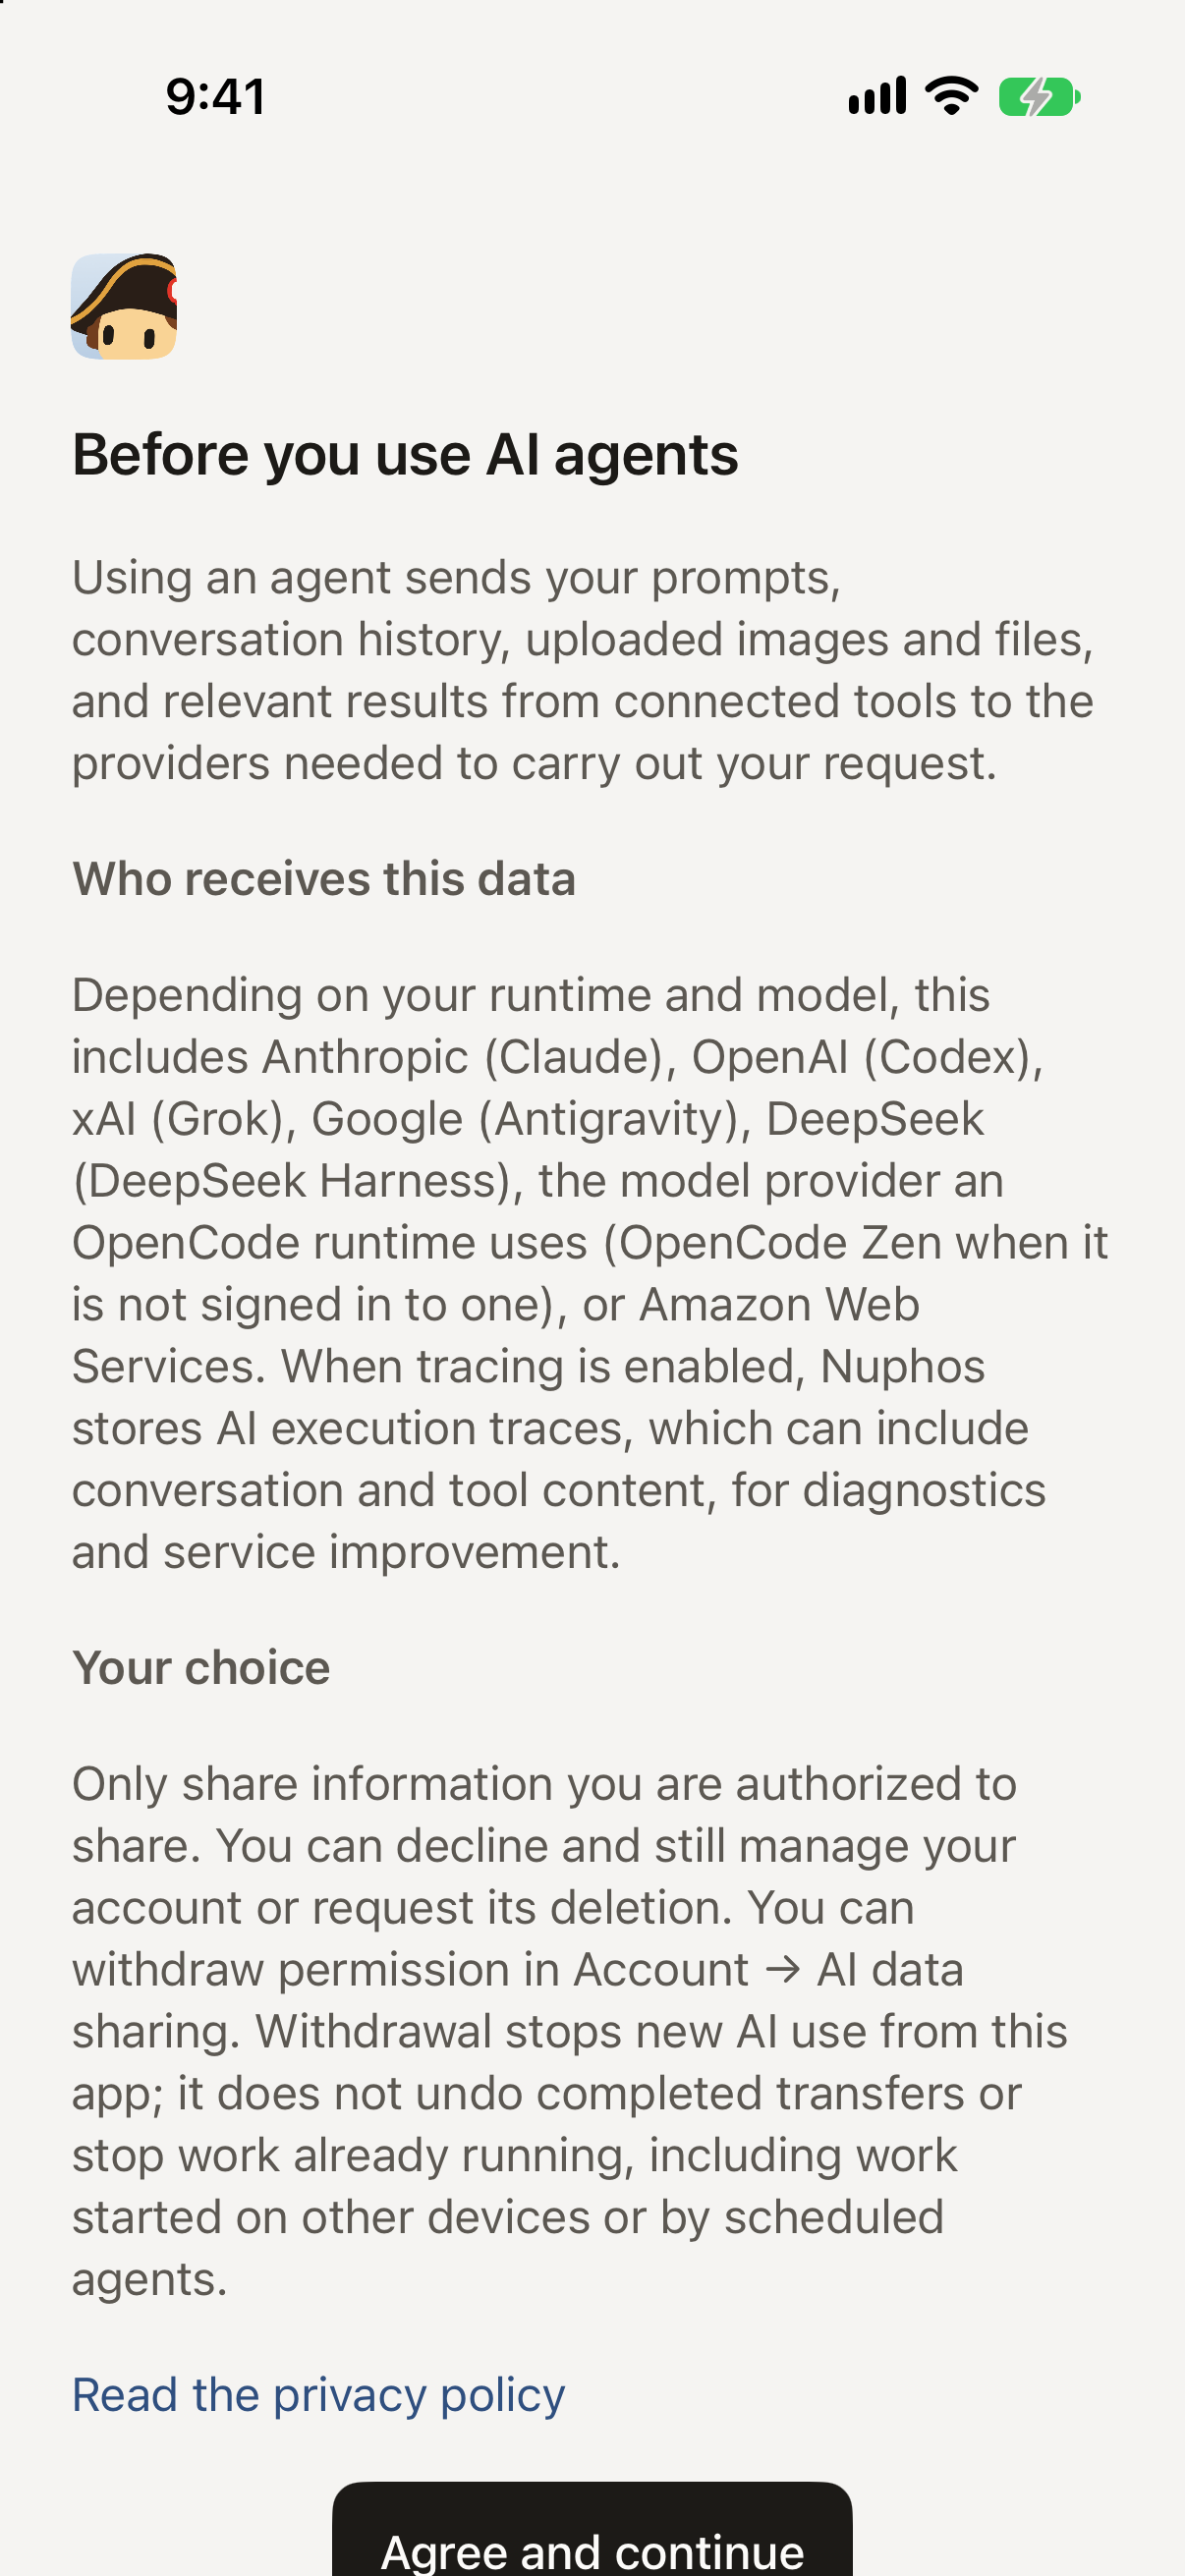 9:41
Before you use AI agents
Using an agent sends your prompts,
conversation history, uploaded images and files,
and relevant results from connected tools to the
providers needed to carry out your request.
Who receives this data
Depending on your runtime and model, this
includes Anthropic (Claude), OpenAI (Codex),
xAI (Grok), Google (Antigravity), DeepSeek
(DeepSeek Harness), the model provider an
OpenCode runtime uses (OpenCode Zen when it
is not signed in to one), or Amazon Web
Services. When tracing is enabled, Nuphos
stores AI execution traces, which can include
conversation and tool content, for diagnostics
and service improvement.
Your choice
Only share information you are authorized to
share. You can decline and still manage your
account or request its deletion. You can
withdraw permission in Account → AI data
sharing. Withdrawal stops new AI use from this
app; it does not undo completed transfers or
stop work already running, including work
started on other devices or by scheduled
agents.
Read the privacy policy
Agree and continue